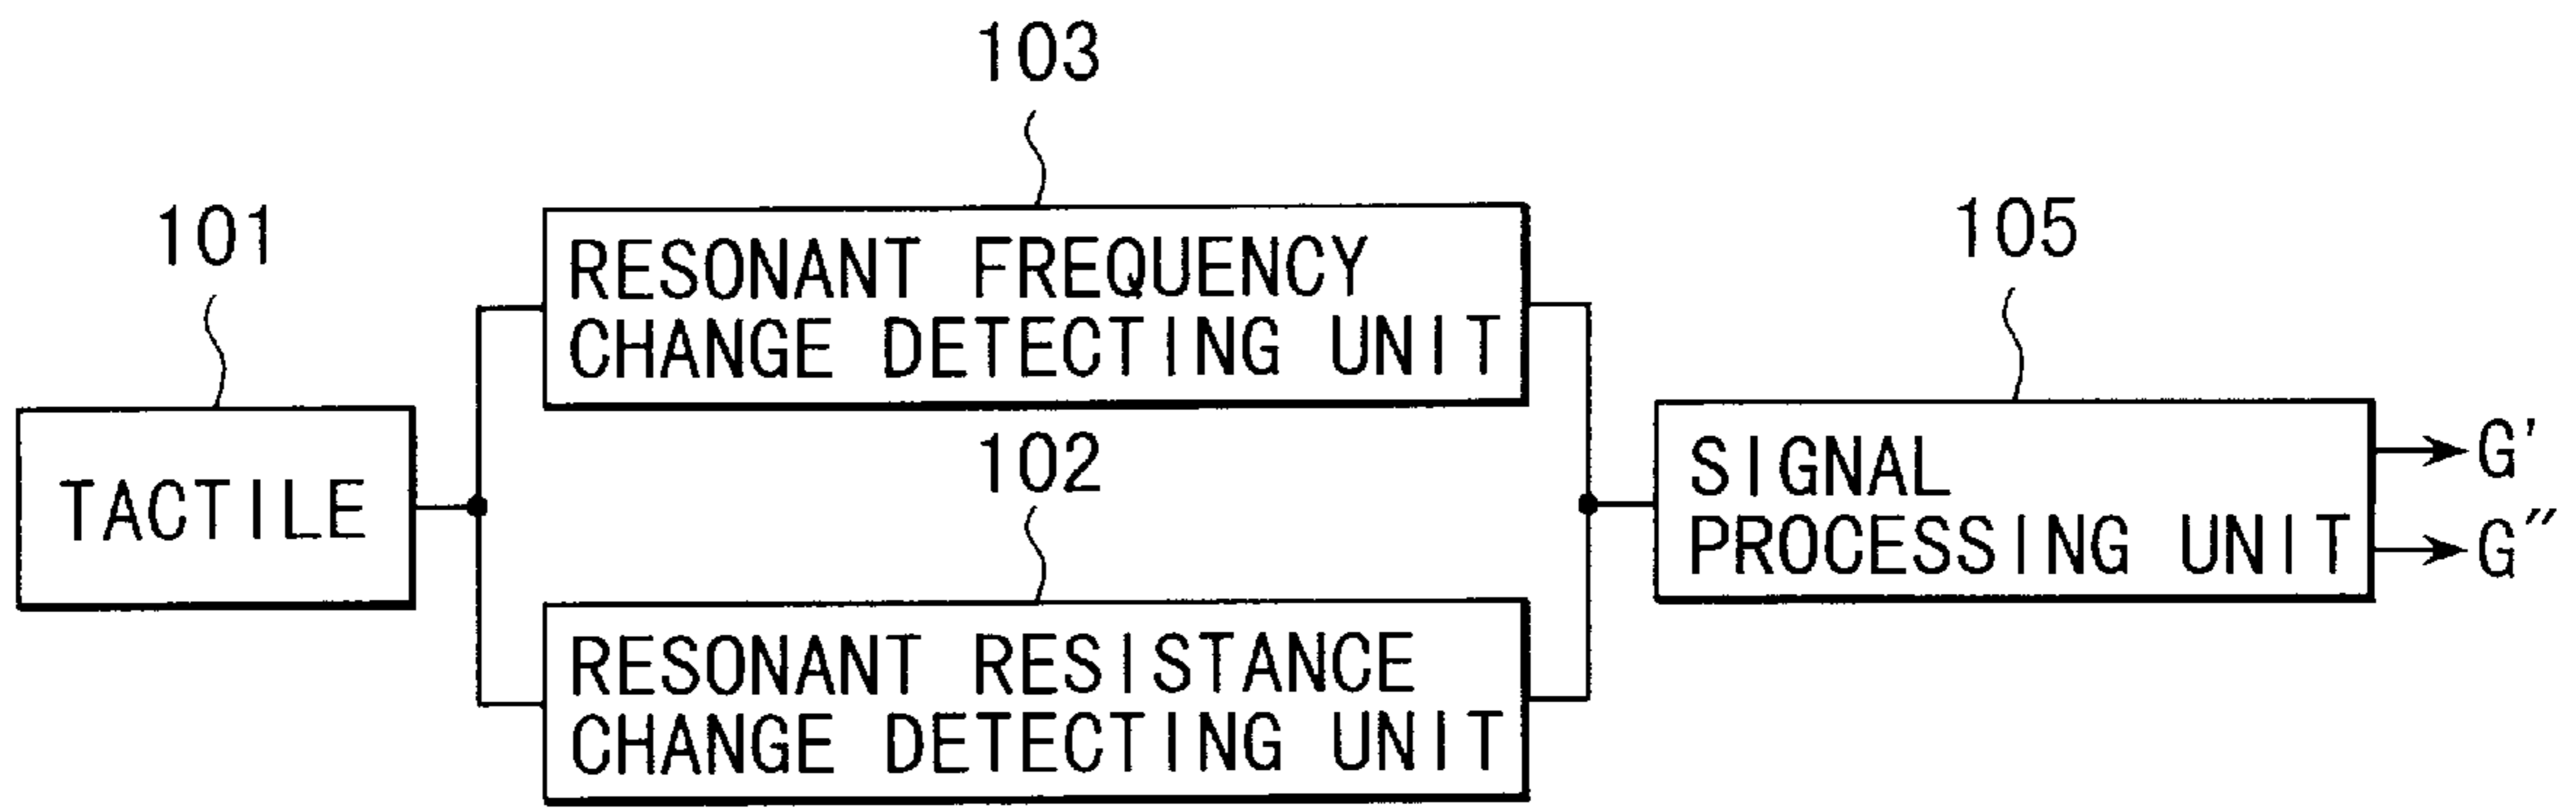 103
101
RESONANT FREQUENCY
CHANGE DETECTING UNIT
105
TACTILE
102
SIGNAL
PROCESSING UNIT
G'
G"
RESONANT RESISTANCE
CHANGE DETECTING UNIT